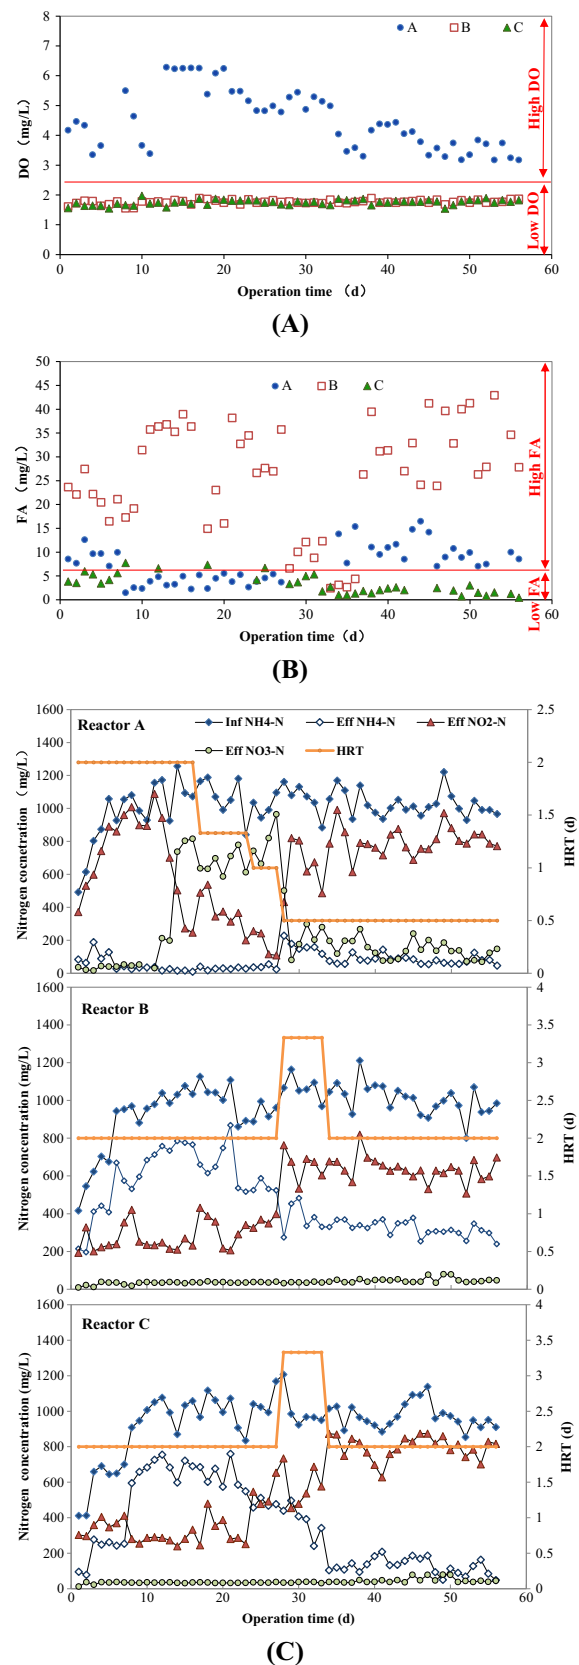 8
7
6
5
4
3
2
1
0
DO （mg/L）
A B C
High DO
Low DO
0 10 20 30 40 50 60
Operation time （d）
(A)
50
45
40
35
30
25
20
15
10
5
0
FA （mg/L）
A B C
High FA
Low FA
0 10 20 30 40 50 60
Operation time (d)
(B)
Reactor A
Inf NH4-N Eff NH4-N Eff NO2-N
Eff NO3-N HRT
1600
1400
1200
1000
800
600
400
200
0
Nitrogen cocnetration (mg/L)
2.5
2
1.5
1
0.5
0
HRT (d)
Reactor B
1600
1400
1200
1000
800
600
400
200
0
Nitrogen concentration (mg/L)
4
3.5
3
2.5
2
1.5
1
0.5
0
HRT (d)
Reactor C
1600
1400
1200
1000
800
600
400
200
0
Nitrogen concentration (mg/L)
4
3.5
3
2.5
2
1.5
1
0.5
0
HRT (d)
0 10 20 30 40 50 60
Operation time (d)
(C)